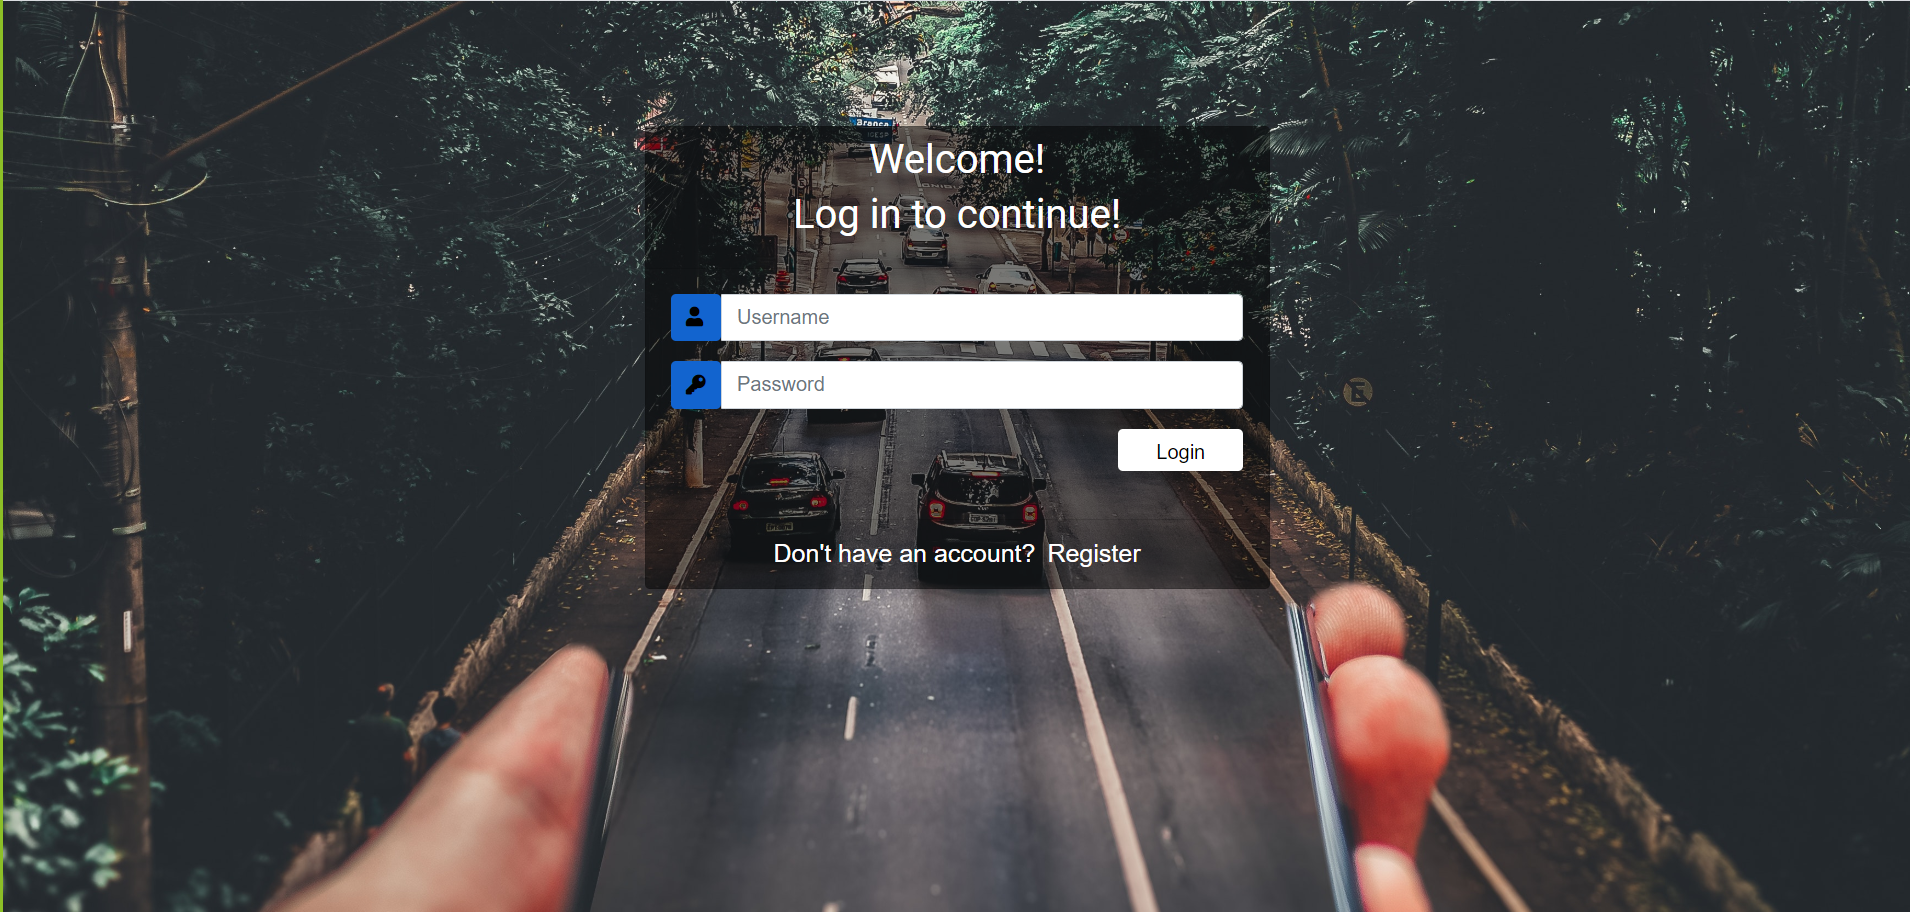 Welcome!
Log in to continue!
Username
Password
Login
Don't have an account? Register